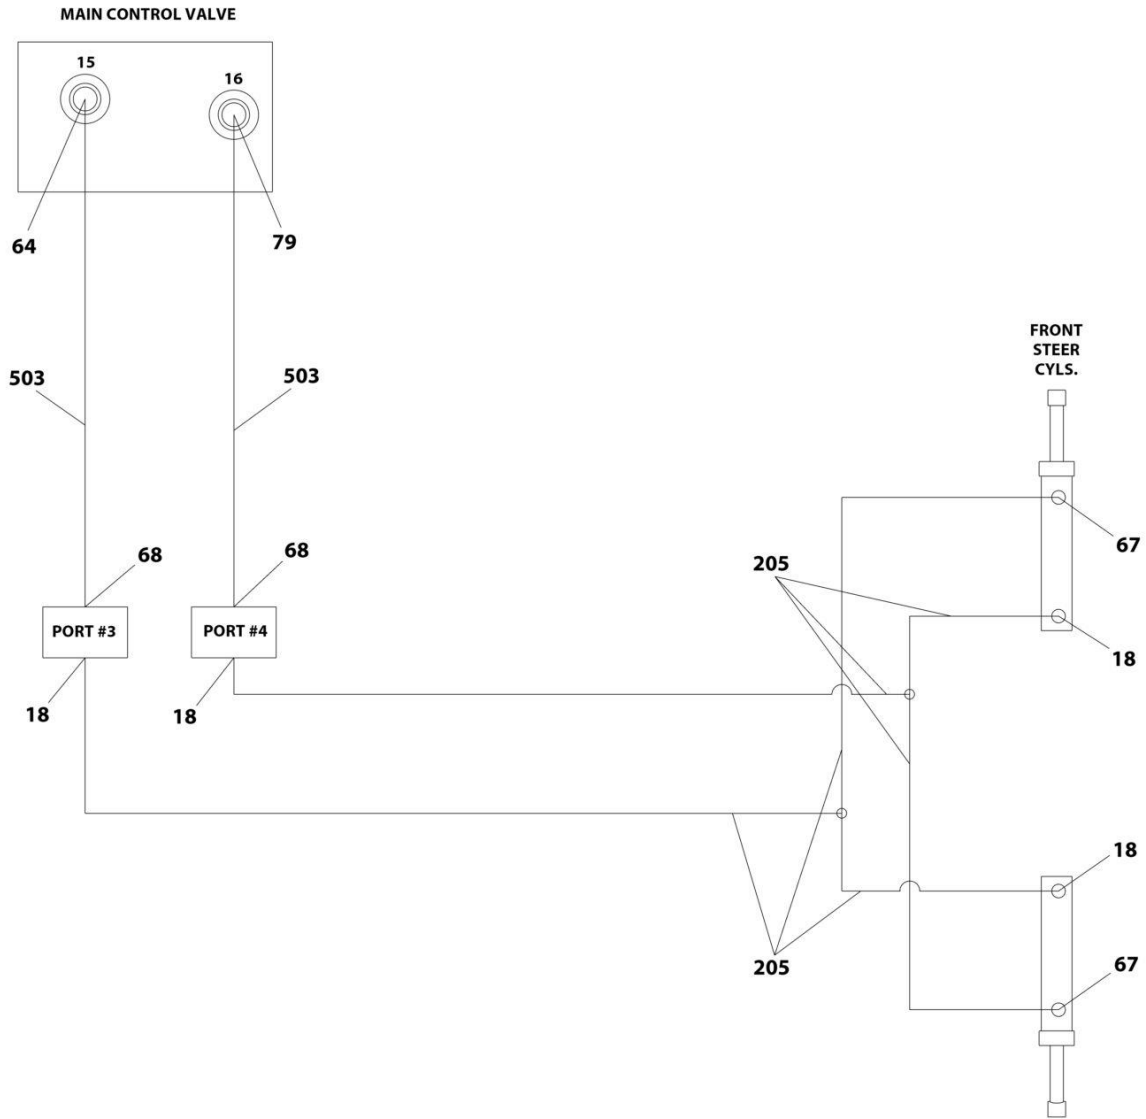 MAIN CONTROL VALVE
15
16
64
79
FRONT
STEER
CYLS.
503
503
67
68
68
205
PORT #3
PORT #4
18
18
18
18
67
205